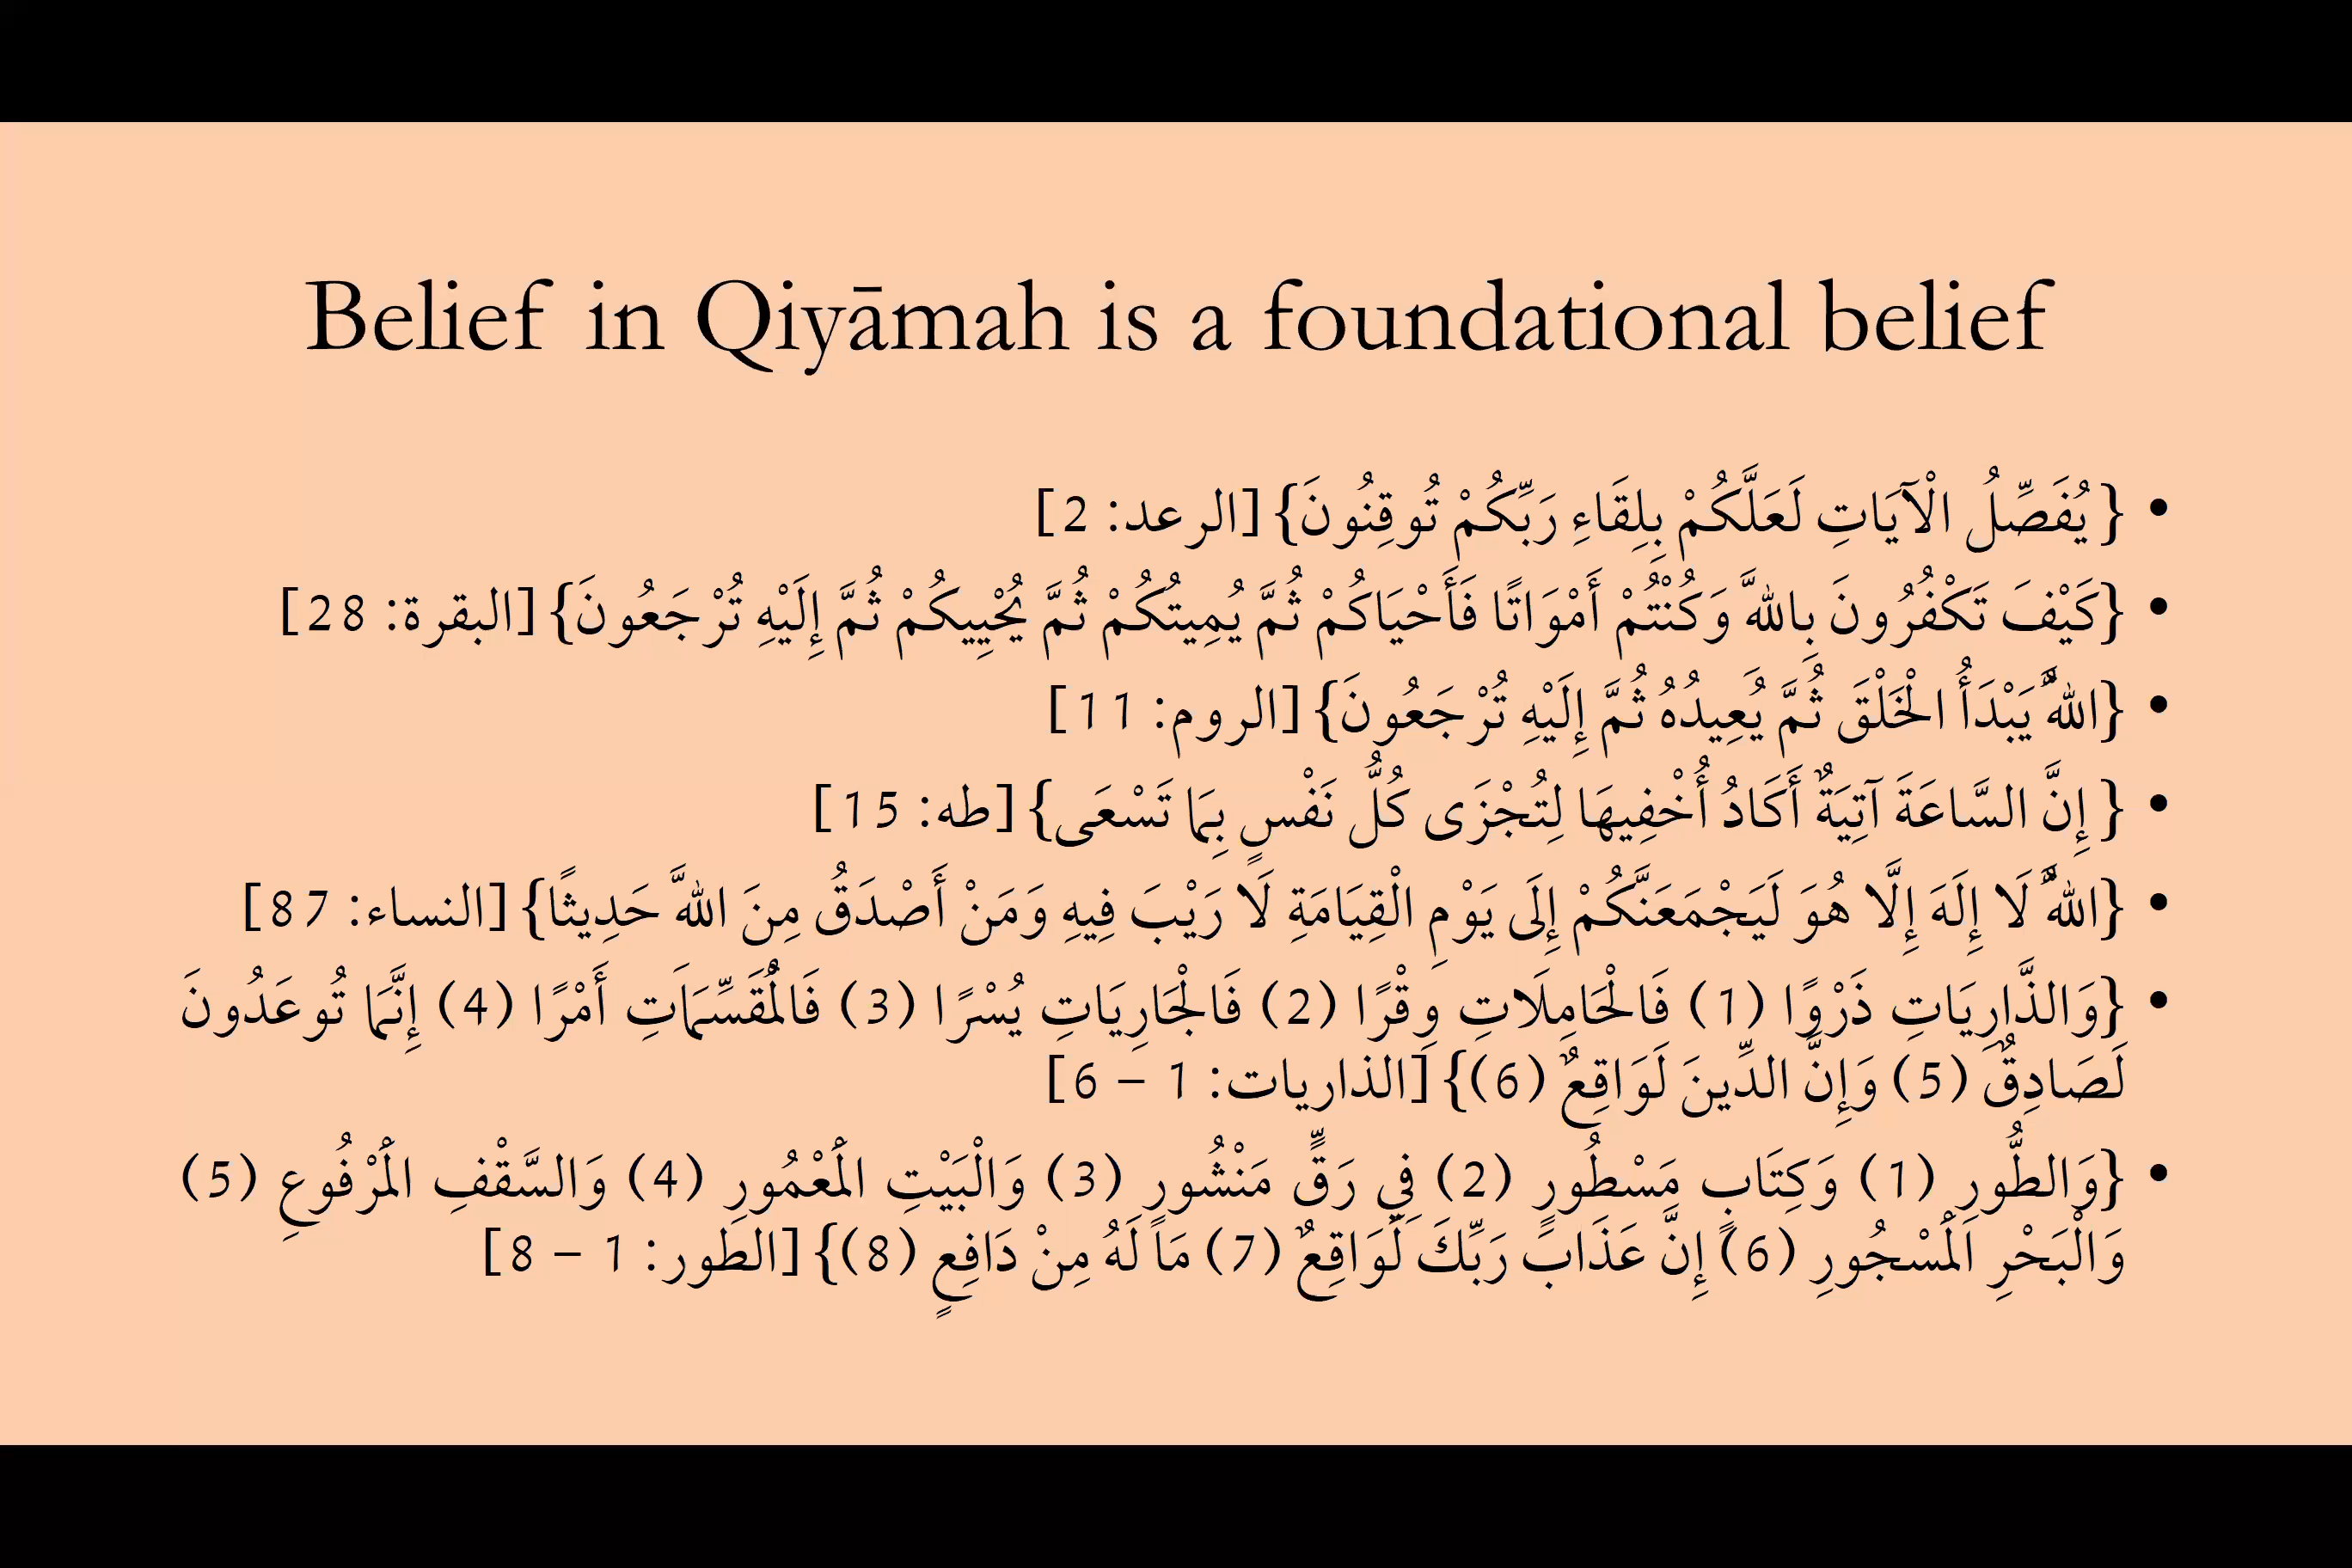 Belief in Qiyāmah is a foundational belief
• { يُفَصِّلُ الْآيَاتِ لَعَلَّكُمْ بِلِقَاءِ رَبِّكُمْ تُوقِنُونَ} [الرعد: 2]
• {كَيْفَ تَكْفُرُونَ بِاللَّهِ وَكُنْتُمْ أَمْوَاتًا فَأَحْيَاكُمْ ثُمَّ يُمِيتُكُمْ ثُمَّ يُحْيِيكُمْ ثُمَّ إِلَيْهِ تُرْجَعُونَ} [البقرة: 28]
• {اللَّهُ يَبْدَأُ الْخَلْقَ ثُمَّ يُعِيدُهُ ثُمَّ إِلَيْهِ تُرْجَعُونَ} [الروم: 11]
• { إِنَّ السَّاعَةَ آتِيَةٌ أَكَادُ أُخْفِيهَا لِتُجْزَى كُلُّ نَفْسٍ بِمَا تَسْعَى} [طه: 15]
• {اللَّهُ لَا إِلَهَ إِلَّا هُوَ لَيَجْمَعَنَّكُمْ إِلَى يَوْمِ الْقِيَامَةِ لَا رَيْبَ فِيهِ وَمَنْ أَصْدَقُ مِنَ اللَّهِ حَدِيثًا} [النساء: 87]
• {وَالذَّارِيَاتِ ذَرْوًا (1) فَالْحَامِلَاتِ وِقْرًا (2) فَالْجَارِيَاتِ يُسْرًا (3) فَالْمُقَسِّمَاتِ أَمْرًا (4) إِنَّمَا تُوعَدُونَ
لَصَادِقٌ (5) وَإِنَّ الدِّينَ لَوَاقِعٌ (6)} [الذاريات: 1 – 6]
• {وَالطُّورِ (1) وَكِتَابٍ مَسْطُورٍ (2) فِي رَقٍّ مَنْشُورٍ (3) وَالْبَيْتِ الْمَعْمُورِ (4) وَالسَّقْفِ الْمَرْفُوعِ (5)
وَالْبَحْرِ الْمَسْجُورِ (6) إِنَّ عَذَابَ رَبِّكَ لَوَاقِعٌ (7) مَا لَهُ مِنْ دَافِعٍ (8)} [الطور: 1 – 8]